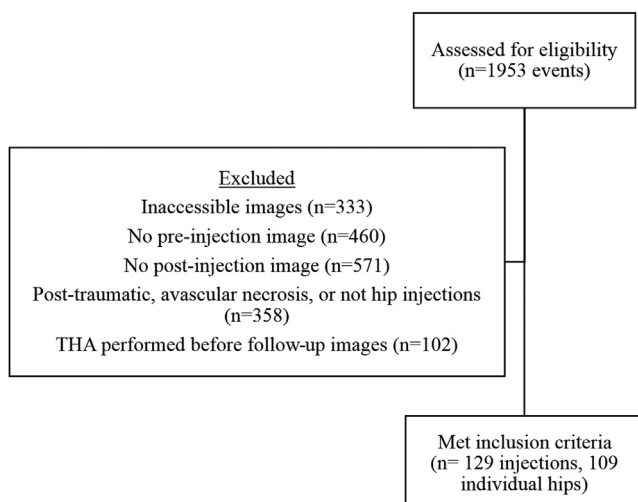 Assessed for eligibility
(n=1953 events)
Excluded
Inaccessible images (n=333)
No pre-injection image (n=460)
No post-injection image (n=571)
Post-traumatic, avascular necrosis, or not hip injections
(n=358)
THA performed before follow-up images (n=102)
Met inclusion criteria
(n= 129 injections, 109
individual hips)